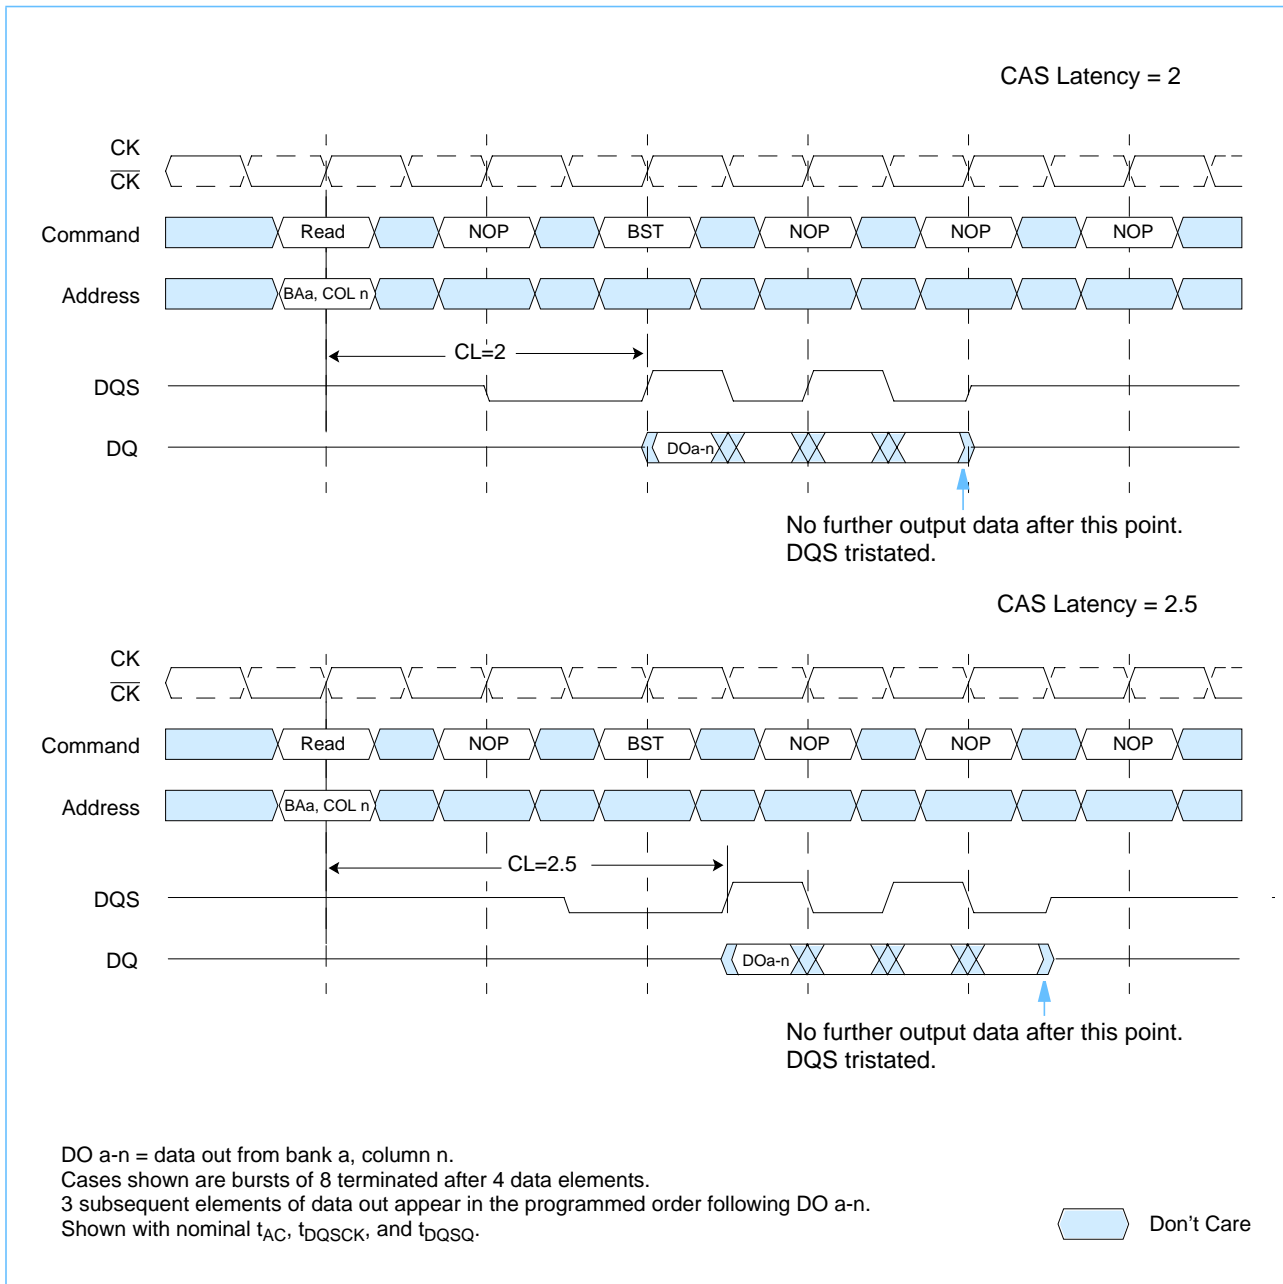 CAS Latency = 2
CK
CK
Command
Read NOP BST NOP NOP NOP
Address
BAa, COL n
CL=2
DQS
DQ
DOa-n
No further output data after this point.
DQS tristated.
CAS Latency = 2.5
CK
CK
Command
Read NOP BST NOP NOP NOP
Address
BAa, COL n
CL=2.5
DQS
DQ
DOa-n
No further output data after this point.
DQS tristated.
DO a-n = data out from bank a, column n.
Cases shown are bursts of 8 terminated after 4 data elements.
3 subsequent elements of data out appear in the programmed order following DO a-n.
Shown with nominal tAC, tDQSCK, and tDQSQ.
Don't Care